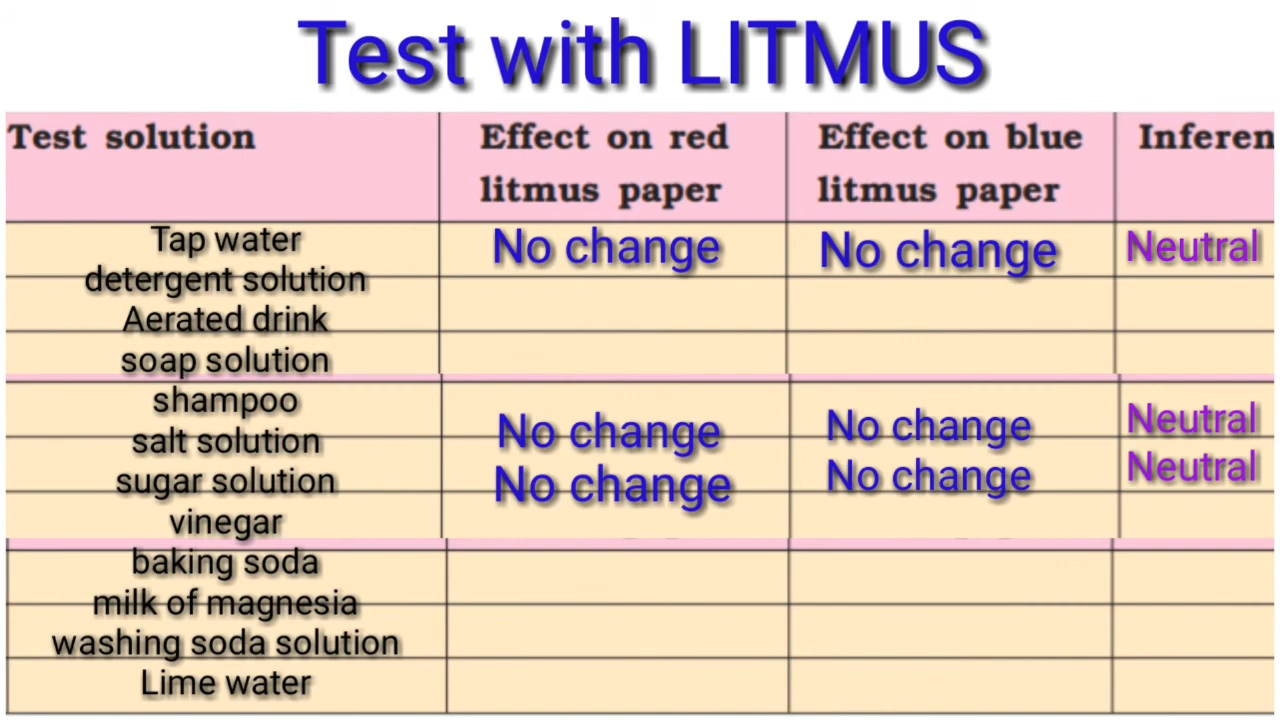 Test with LITMUS
Test solution Effect on red litmus paper Effect on blue litmus paper Inferen
Tap water No change No change Neutral
detergent solution
Aerated drink
soap solution
shampoo
salt solution No change No change Neutral
sugar solution No change No change Neutral
vinegar
baking soda
milk of magnesia
washing soda solution
Lime water